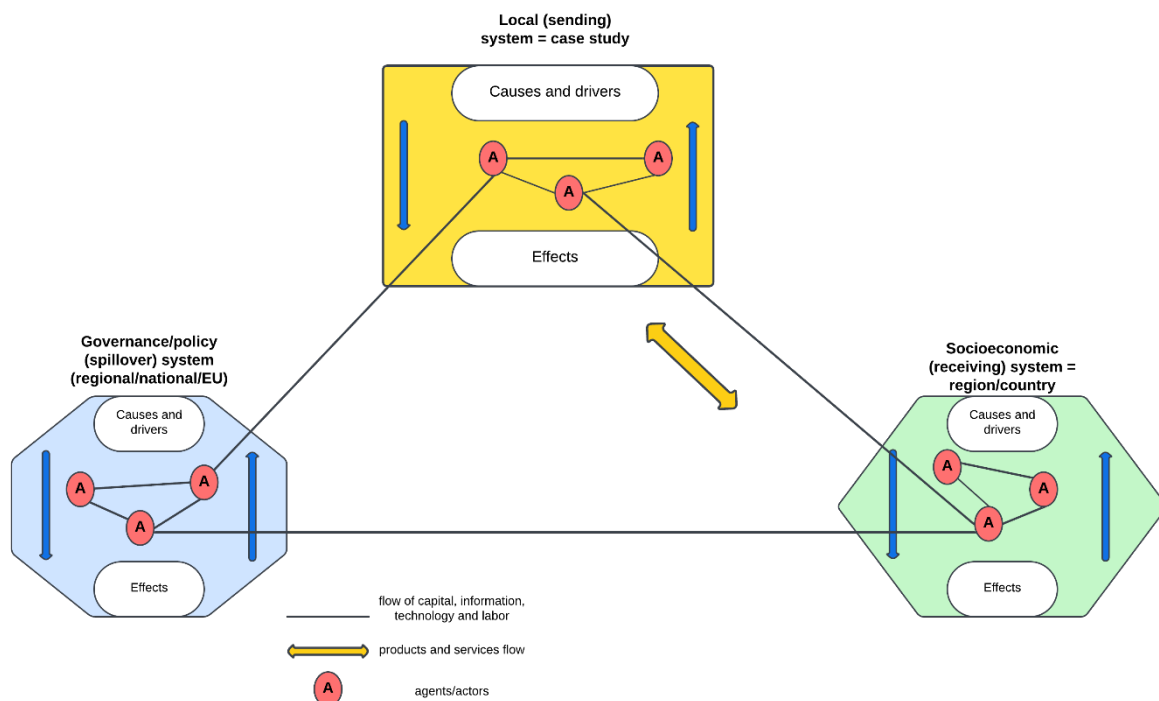 Local (sending)
system = case study
Causes and drivers
A
A
A
Effects
Governance/policy
(spillover) system
(regional/national/EU)
Causes and
drivers
A
A
A
Effects
Socioeconomic
(receiving) system =
region/country
Causes and
drivers
A
A
A
Effects
flow of capital, information,
technology and labor
products and services flow
A
agents/actors